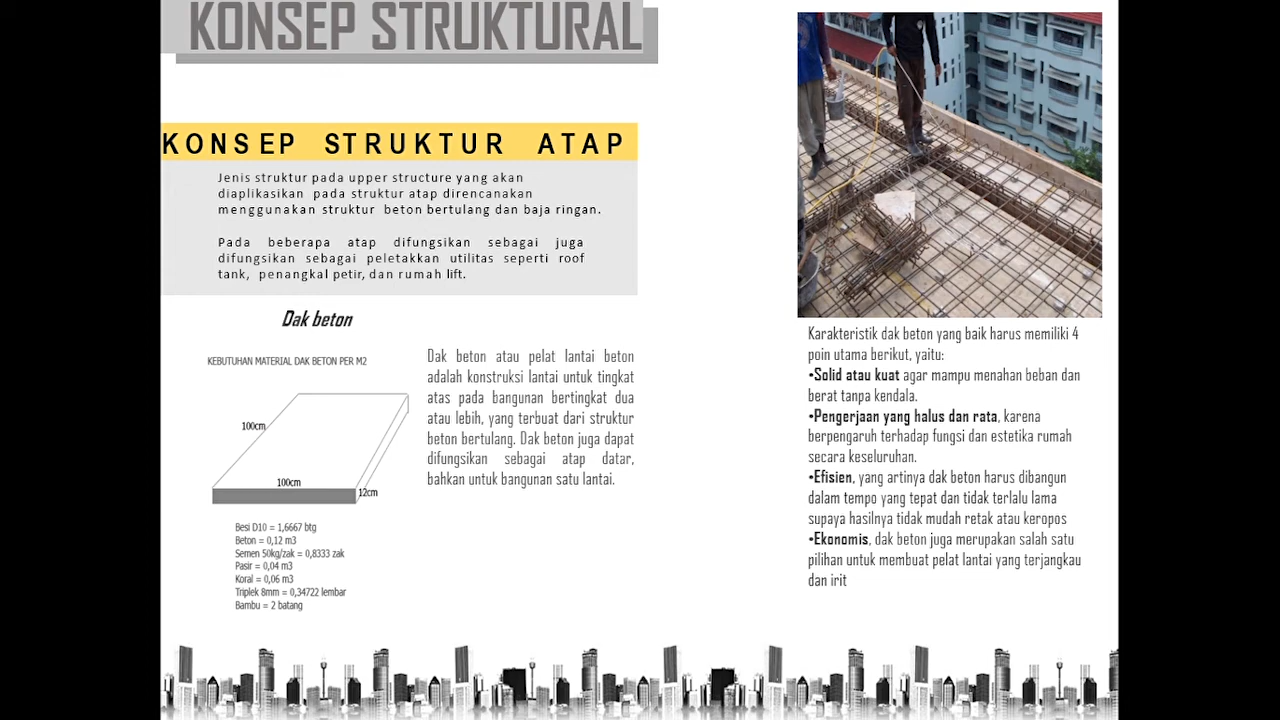 KONSEP STRUKTURAL
KONSEP STRUKTUR ATAP
Jenis struktur pada upper structure yang akan
diaplikasikan pada struktur atap direncanakan
menggunakan struktur beton bertulang dan baja ringan.
Pada beberapa atap difungsikan sebagai juga
difungsikan sebagai peletakkan utilitas seperti roof
tank, penangkal petir, dan rumah lift.
Dak beton
KEBUTUHAN MATERIAL DAK BETON PER M2
100cm
100cm
12cm
Besi D10 = 1,6667 btg
Beton = 0,12 m3
Semen 50kg/zak = 0,8333 zak
Pasir = 0,04 m3
Koral = 0,06 m3
Triplek 8mm = 0,34722 lembar
Bambu = 2 batang
Dak beton atau pelat lantai beton
adalah konstruksi lantai untuk tingkat
atas pada bangunan bertingkat dua
atau lebih, yang terbuat dari struktur
beton bertulang. Dak beton juga dapat
difungsikan sebagai atap datar,
bahkan untuk bangunan satu lantai.
Karakteristik dak beton yang baik harus memiliki 4
poin utama berikut, yaitu:
•Solid atau kuat agar mampu menahan beban dan
berat tanpa kendala.
•Pengerjaan yang halus dan rata, karena
berpengaruh terhadap fungsi dan estetika rumah
secara keseluruhan.
•Efisien, yang artinya dak beton harus dibangun
dalam tempo yang tepat dan tidak terlalu lama
supaya hasilnya tidak mudah retak atau keropos
•Ekonomis, dak beton juga merupakan salah satu
pilihan untuk membuat pelat lantai yang terjangkau
dan irit